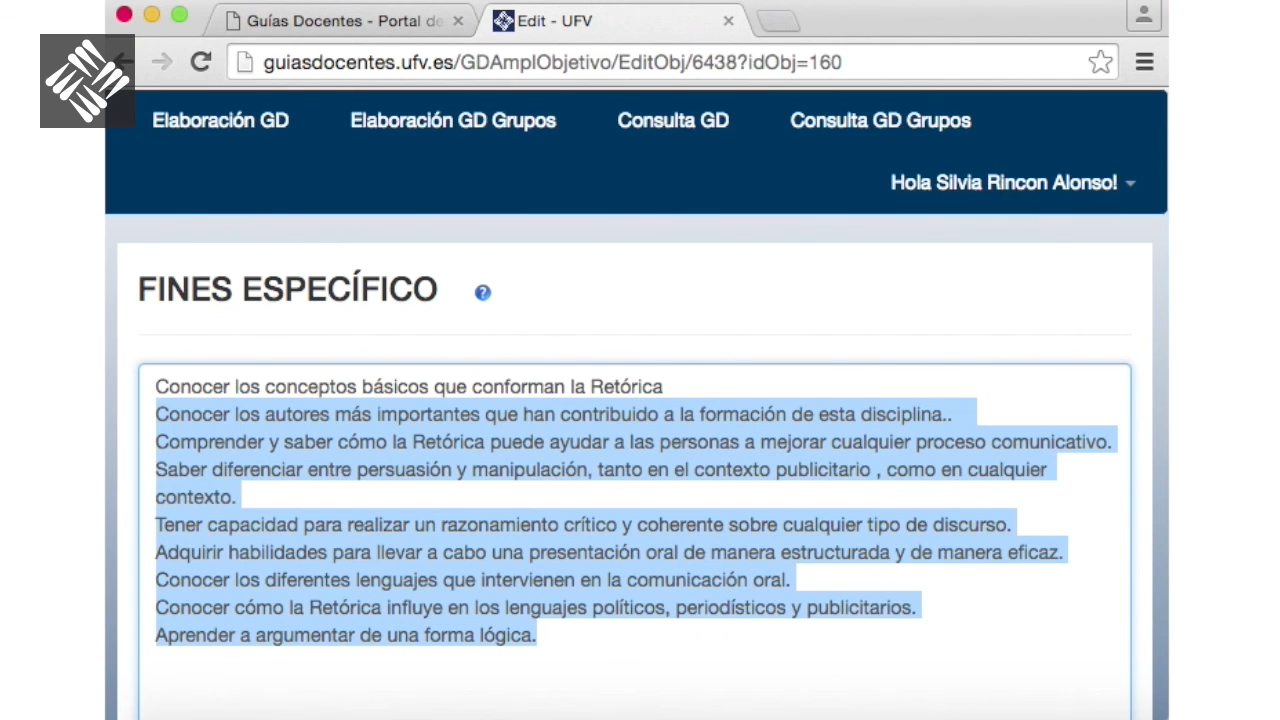 Guías Docentes - Portal de
Edit - UFV
guiasdocentes.ufv.es/GDAmplObjetivo/EditObj/6438?idObj=160
Elaboración GD
Elaboración GD Grupos
Consulta GD
Consulta GD Grupos
Hola Silvia Rincon Alonso!
FINES ESPECÍFICO
Conocer los conceptos básicos que conforman la Retórica
Conocer los autores más importantes que han contribuido a la formación de esta disciplina..
Comprender y saber cómo la Retórica puede ayudar a las personas a mejorar cualquier proceso comunicativo.
Saber diferenciar entre persuasión y manipulación, tanto en el contexto publicitario , como en cualquier
contexto.
Tener capacidad para realizar un razonamiento crítico y coherente sobre cualquier tipo de discurso.
Adquirir habilidades para llevar a cabo una presentación oral de manera estructurada y de manera eficaz.
Conocer los diferentes lenguajes que intervienen en la comunicación oral.
Conocer cómo la Retórica influye en los lenguajes políticos, periodísticos y publicitarios.
Aprender a argumentar de una forma lógica.